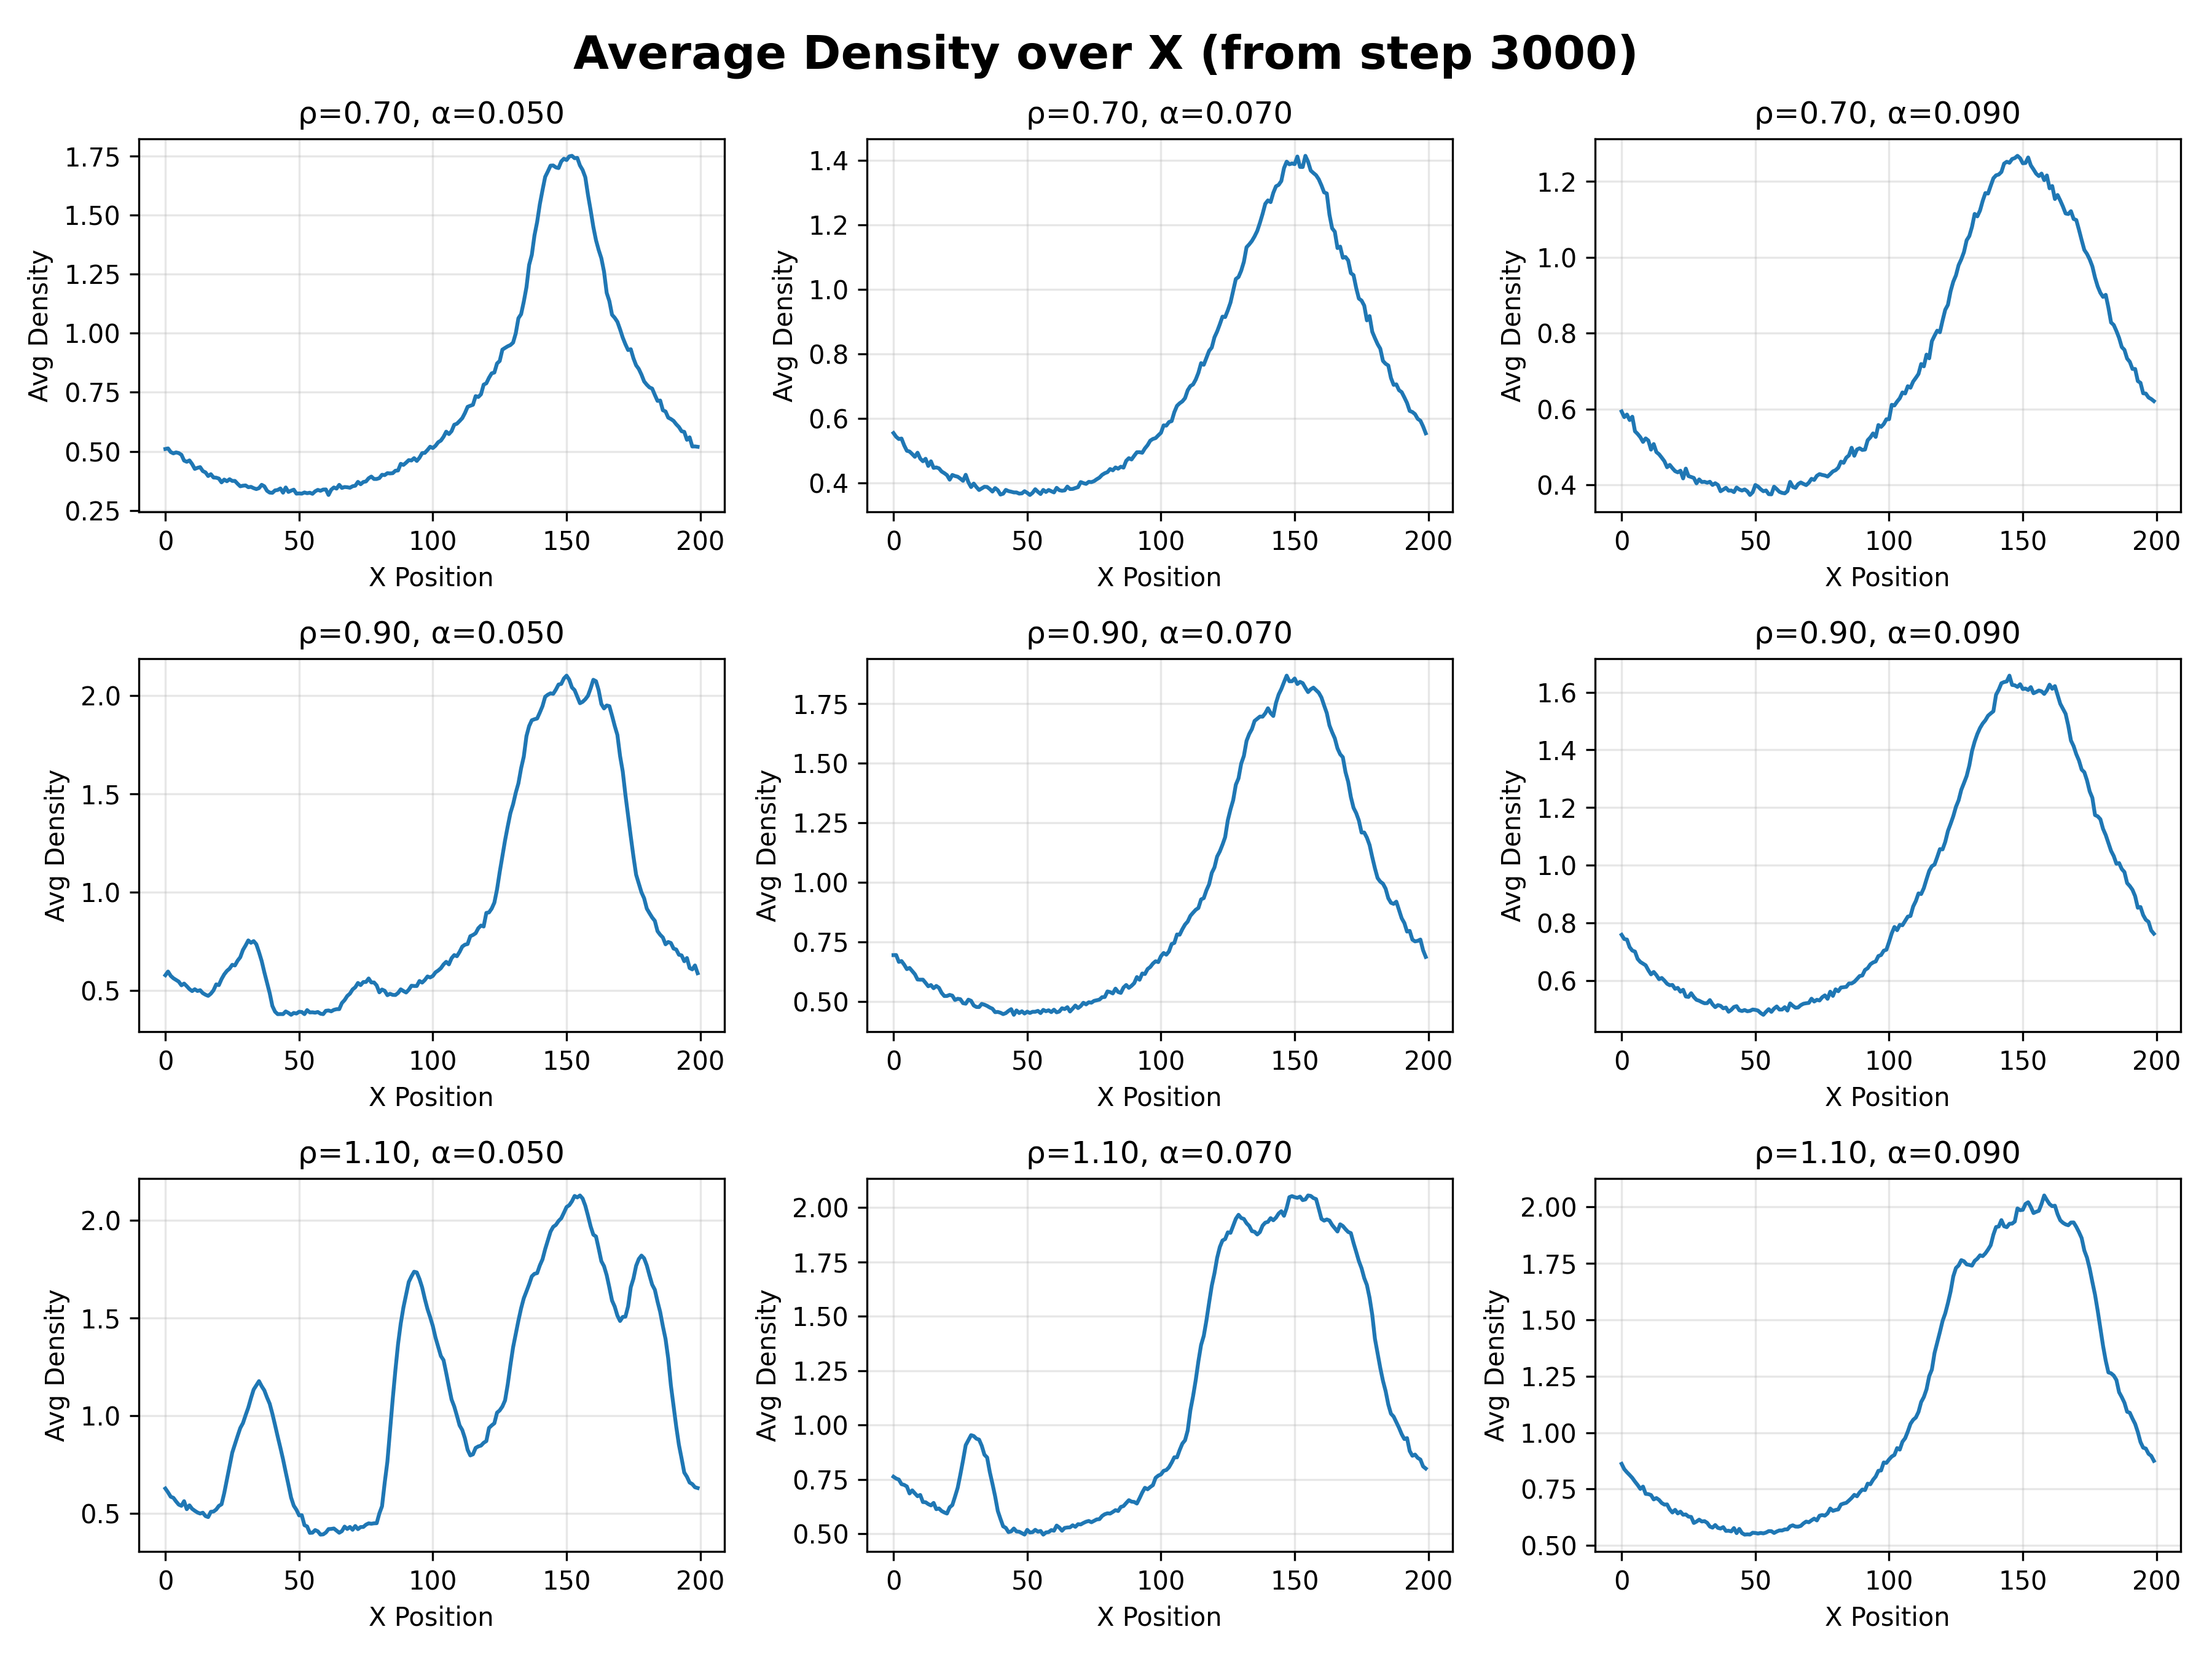 Average Density over X (from step 3000)
ρ=0.70, α=0.050
1.75
1.50
1.25
1.00
0.75
0.50
0.25
Avg Density
0 50 100 150 200
X Position
ρ=0.70, α=0.070
1.4
1.2
1.0
0.8
0.6
0.4
Avg Density
0 50 100 150 200
X Position
ρ=0.70, α=0.090
1.2
1.0
0.8
0.6
0.4
Avg Density
0 50 100 150 200
X Position
ρ=0.90, α=0.050
2.0
1.5
1.0
0.5
Avg Density
0 50 100 150 200
X Position
ρ=0.90, α=0.070
1.75
1.50
1.25
1.00
0.75
0.50
Avg Density
0 50 100 150 200
X Position
ρ=0.90, α=0.090
1.6
1.4
1.2
1.0
0.8
0.6
Avg Density
0 50 100 150 200
X Position
ρ=1.10, α=0.050
2.0
1.5
1.0
0.5
Avg Density
0 50 100 150 200
X Position
ρ=1.10, α=0.070
2.00
1.75
1.50
1.25
1.00
0.75
0.50
Avg Density
0 50 100 150 200
X Position
ρ=1.10, α=0.090
2.00
1.75
1.50
1.25
1.00
0.75
0.50
Avg Density
0 50 100 150 200
X Position